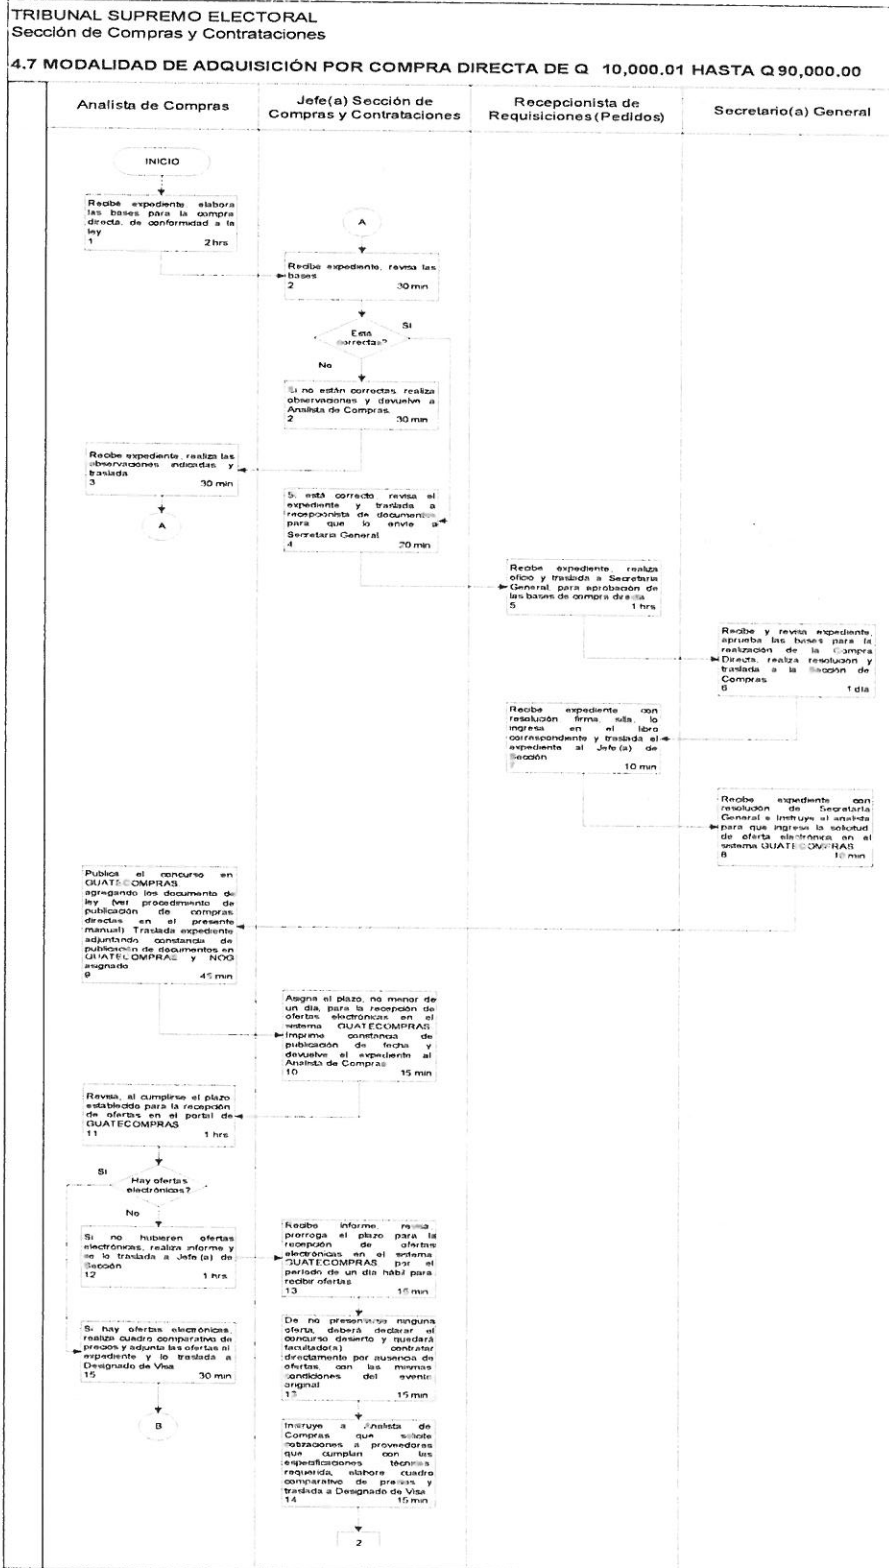 TRIBUNAL SUPREMO ELECTORAL
Sección de Compras y Contrataciones
4.7 MODALIDAD DE ADQUISICIÓN POR COMPRA DIRECTA DE Q 10,000.01 HASTA Q 90,000.00
Analista de Compras
Jefe(a) Sección de
Compras y Contrataciones
Recepcionista de
Requisiciones (Pedidos)
Secretario(a) General
INICIO
Recibe expediente, elabora
las bases para la compra
directa, de conformidad a la
ley
1 2 hrs
A
Recibe expediente, revisa las
bases
2 30 min
Está
correctas?
Si
No
Si no están correctas, realiza
observaciones y devuelve a
Analista de Compras
2 30 min
Recibe expediente, realiza las
observaciones indicadas y
traslada
3 30 min
A
Si está correcto revisa el
expediente y traslada a
recepcionista de documentos
para que lo envíe a
Secretaría General
4 20 min
Recibe expediente, realiza
oficio y traslada a Secretaría
General, para aprobación de
las bases de compra directa
5 1 hrs
Recibe y revisa expediente,
aprueba las bases para la
realización de la Compra
Directa, realiza resolución y
traslada a la Sección de
Compras
6 1 día
Recibe expediente con
resolución firma, sella, lo
ingresa en el libro
correspondiente y traslada el
expediente al Jefe (a) de
Sección
10 min
Recibe expediente con
resolución de Secretaría
General e Instruye al analista
para que ingrese la solicitud
de oferta electrónica en el
sistema GUATECOMPRAS
8 10 min
Publica el concurso en
GUATECOMPRAS
agregando los documento de
ley (ver procedimiento de
publicación de compras
directas en el presente
manual) Traslada expediente
adjuntando constancia de
publicación de documentos en
GUATECOMPRAS y NOG
asignado
9 45 min
Asigna el plazo, no menor de
un día, para la recepción de
ofertas electrónicas en el
sistema GUATECOMPRAS
Imprime constancia de
publicación de fecha y
devuelve el expediente al
Analista de Compras
10 15 min
Revisa, al cumplirse el plazo
establecido para la recepción
de ofertas en el portal de
GUATECOMPRAS
11 1 hrs
Si
Hay ofertas
electrónicas?
No
Si no hubieren ofertas
electrónicas, realiza informe y
se lo traslada a Jefe (a) de
Sección
12 1 hrs
Recibe informe, revisa
prorroga el plazo para la
recepción de ofertas
electrónicas en el sistema
GUATECOMPRAS por el
período de un día hábil para
recibir ofertas
13 15 min
Si hay ofertas electrónicas,
realiza cuadro comparativo de
precios y adjunta las ofertas al
expediente y lo traslada a
Designado de Visa
15 30 min
B
De no presentarse ninguna
oferta, deberá declarar el
concurso desierto y quedará
facultado(a) contratar
directamente por ausencia de
ofertas, con las mismas
condiciones del evento
original
13 15 min
Instruye a Analista de
Compras que solicite
cotizaciones a proveedores
que cumplan con las
especificaciones técnicas
requerida, elabore cuadro
comparativo de precios y
traslada a Designado de Visa
14 15 min
2